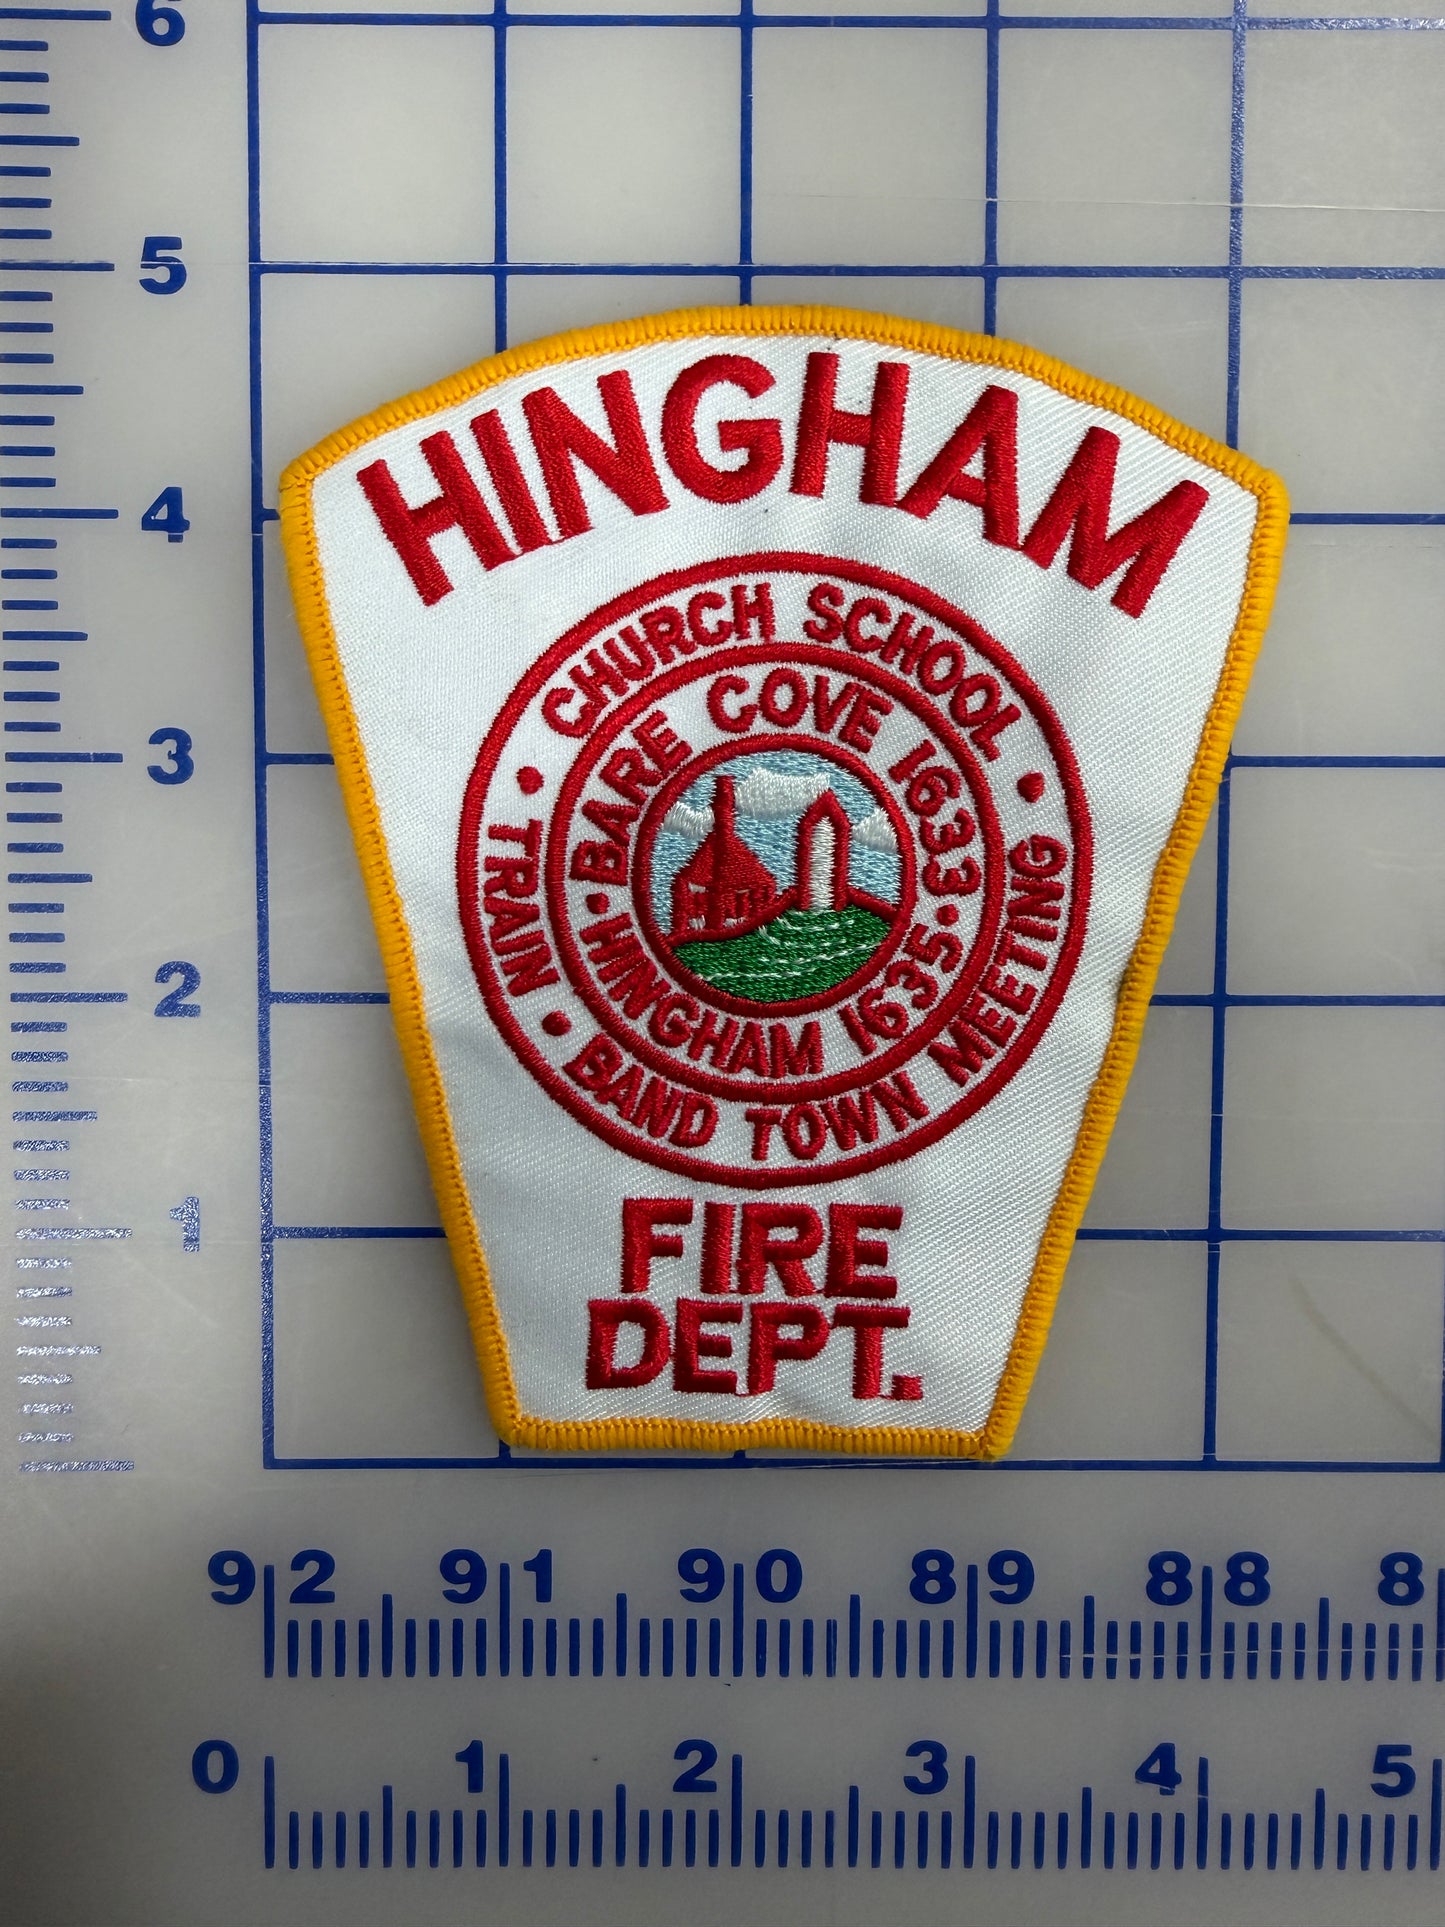 HINGHAM
• CHURCH SCHOOL • TRAIN • BAND TOWN MEETING
• BARE COVE 1633 • HINGHAM 1635
FIRE
DEPT.
6
5
4
3
2
1
92 91 90 89 88 8
0 1 2 3 4 5